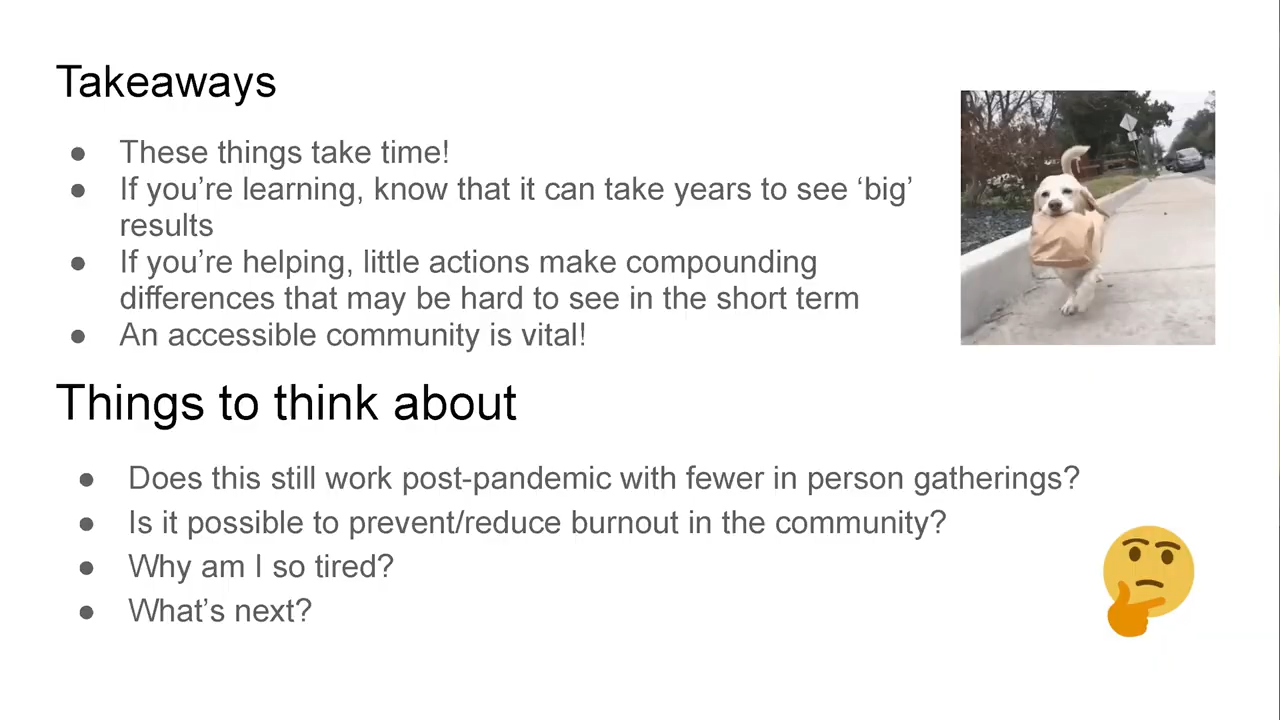 Takeaways
● These things take time!
● If you’re learning, know that it can take years to see ‘big’
results
● If you’re helping, little actions make compounding
differences that may be hard to see in the short term
● An accessible community is vital!
Things to think about
● Does this still work post-pandemic with fewer in person gatherings?
● Is it possible to prevent/reduce burnout in the community?
● Why am I so tired?
● What’s next?